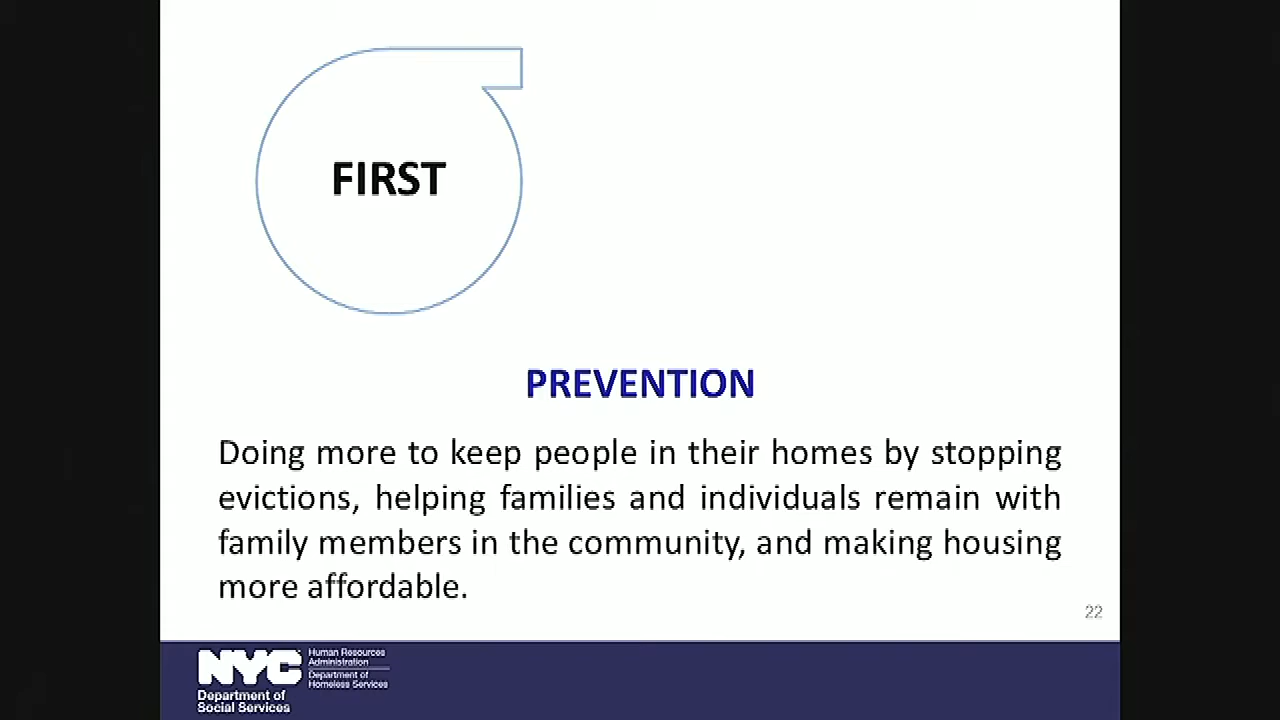 FIRST
PREVENTION
Doing more to keep people in their homes by stopping
evictions, helping families and individuals remain with
family members in the community, and making housing
more affordable.
22
NYC
Department of
Social Services
Human Resources
Administration
Department of
Homeless Services